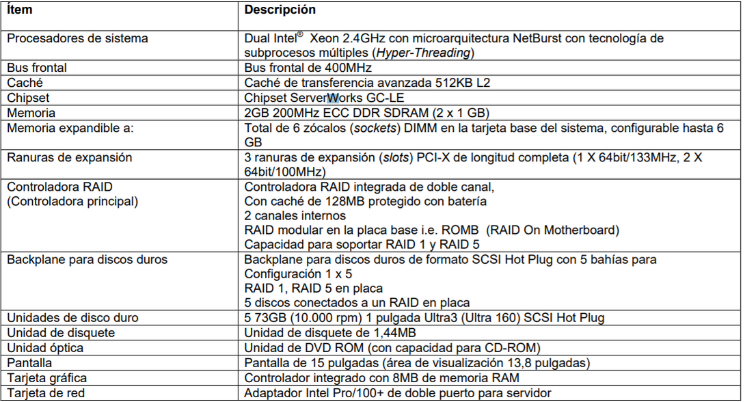 Ítem Descripción
Procesadores de sistema Dual Intel® Xeon 2.4GHz con microarquitectura NetBurst con tecnología de
subprocesos múltiples (Hyper-Threading)
Bus frontal Bus frontal de 400MHz
Caché Caché de transferencia avanzada 512KB L2
Chipset Chipset ServerWorks GC-LE
Memoria 2GB 200MHz ECC DDR SDRAM (2 x 1 GB)
Memoria expandible a: Total de 6 zócalos (sockets) DIMM en la tarjeta base del sistema, configurable hasta 6
GB
Ranuras de expansión 3 ranuras de expansión (slots) PCI-X de longitud completa (1 X 64bit/133MHz, 2 X
64bit/100MHz)
Controladora RAID Controladora RAID integrada de doble canal,
(Controladora principal) Con caché de 128MB protegido con batería
2 canales internos
RAID modular en la placa base i.e. ROMB (RAID On Motherboard)
Capacidad para soportar RAID 1 y RAID 5
Backplane para discos duros Backplane para discos duros de formato SCSI Hot Plug con 5 bahías para
Configuración 1 x 5
RAID 1, RAID 5 en placa
5 discos conectados a un RAID en placa
Unidades de disco duro 5 73GB (10.000 rpm) 1 pulgada Ultra3 (Ultra 160) SCSI Hot Plug
Unidad de disquete Unidad de disquete de 1,44MB
Unidad óptica Unidad de DVD ROM (con capacidad para CD-ROM)
Pantalla Pantalla de 15 pulgadas (área de visualización 13,8 pulgadas)
Tarjeta gráfica Controlador integrado con 8MB de memoria RAM
Tarjeta de red Adaptador Intel Pro/100+ de doble puerto para servidor